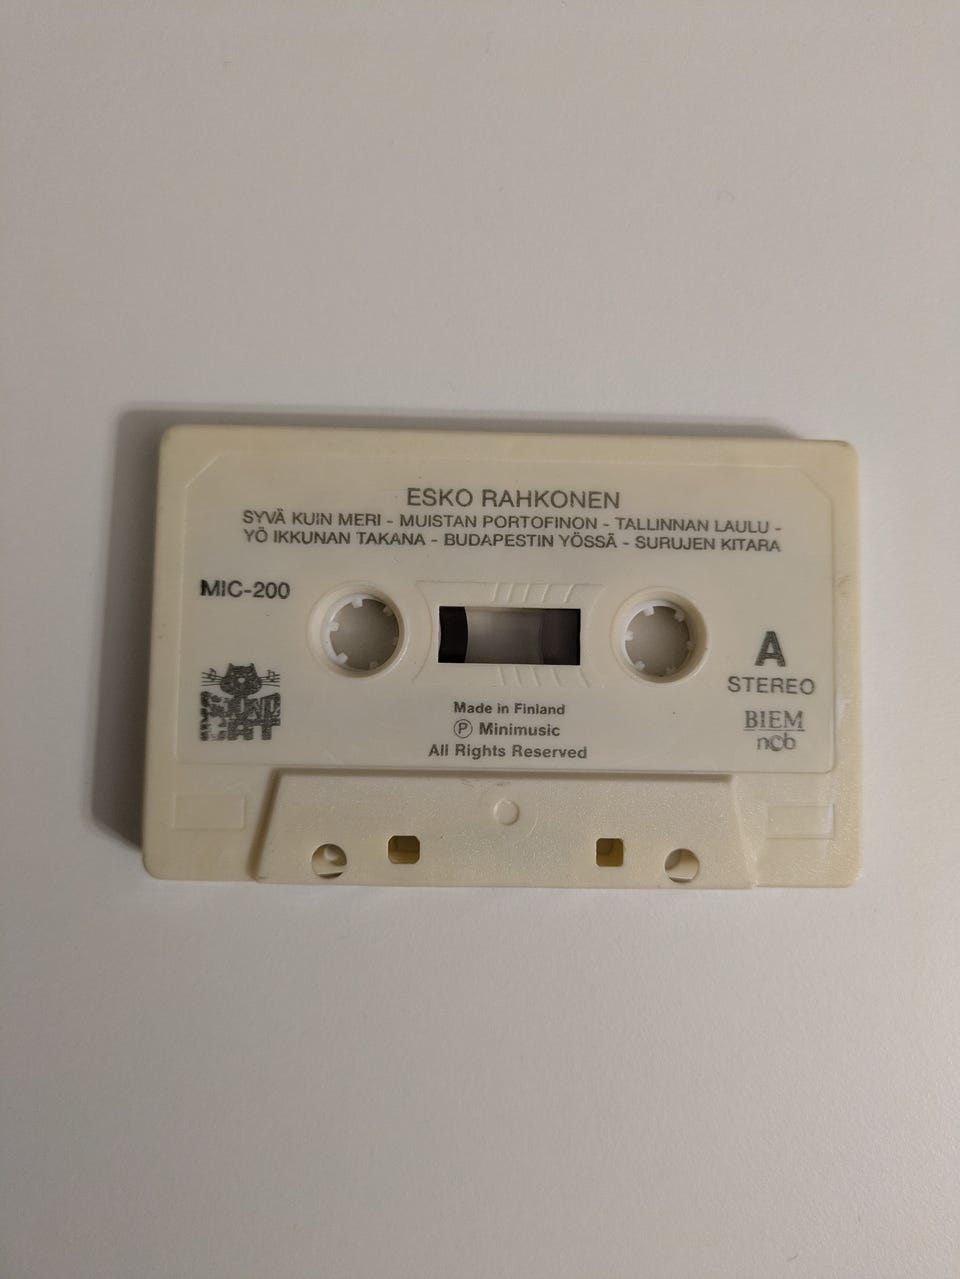 ESKO RAHKONEN
SYVÄ KUIN MERI - MUISTAN PORTOFINON - TALLINNAN LAULU -
YÖ IKKUNAN TAKANA - BUDAPESTIN YÖSSÄ - SURUJEN KITARA
MIC-200
A
STEREO
BIEM
ncb
Made in Finland
Ⓟ Minimusic
All Rights Reserved